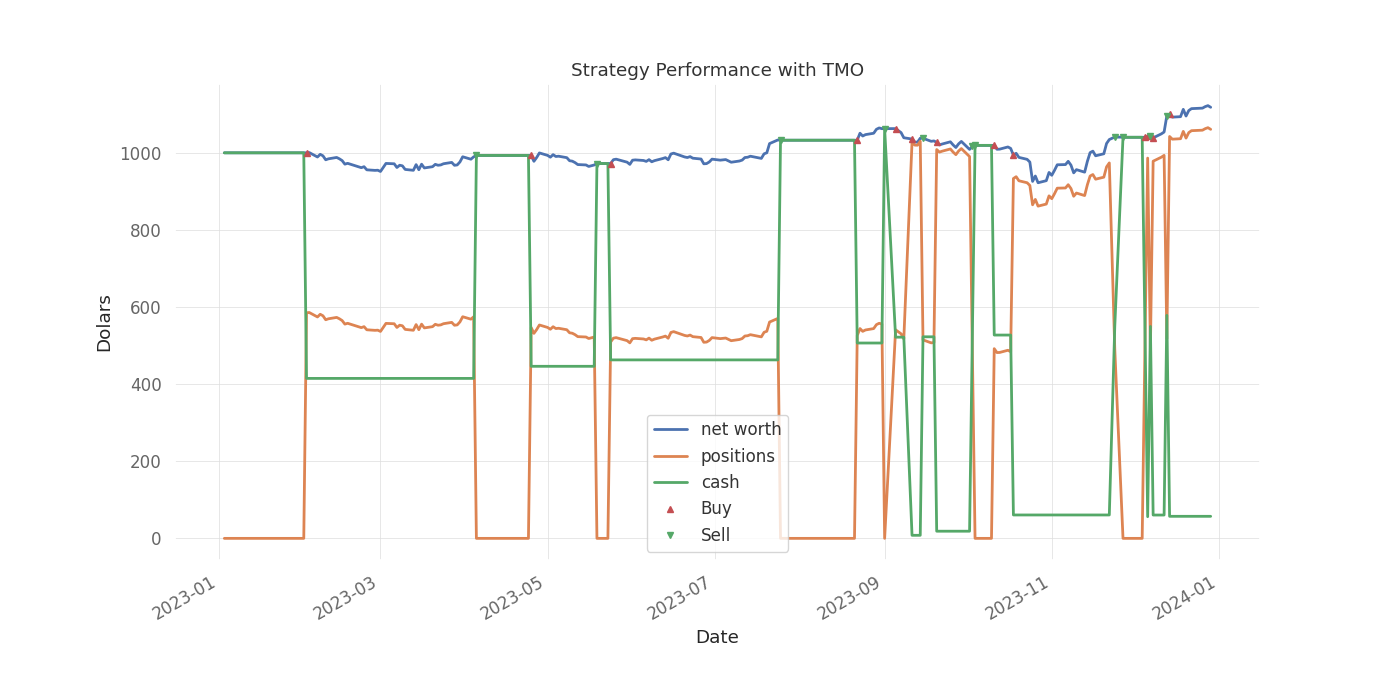 Strategy Performance with TMO
Dolars
1000
800
600
400
200
0
net worth
positions
cash
Buy
Sell
2023-01
2023-03
2023-05
2023-07
2023-09
2023-11
2024-01
Date